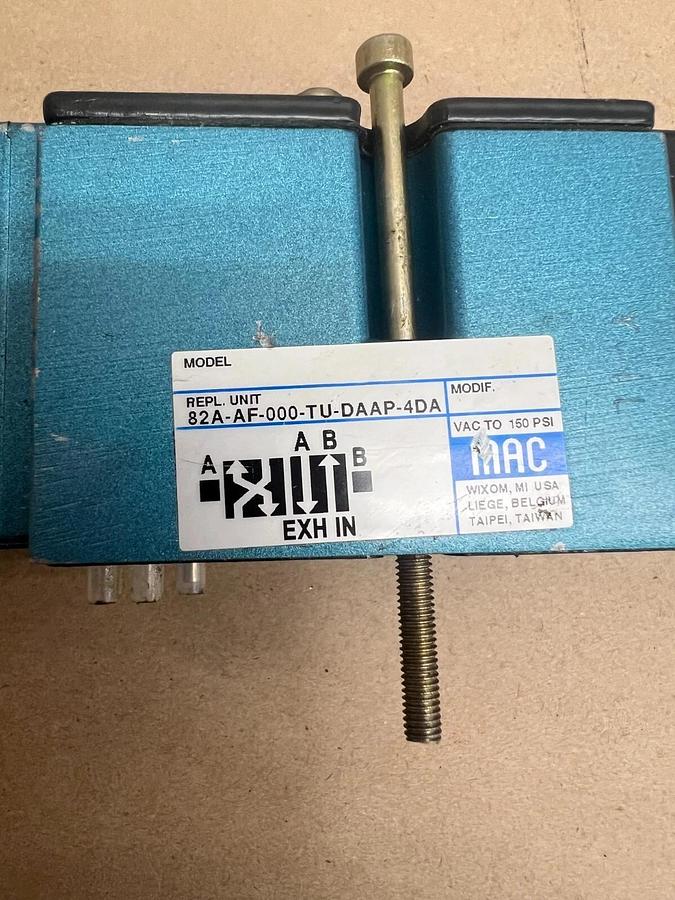 MODEL
REPL. UNIT
82A-AF-000-TU-DAAP-4DA
MODIF.
VAC TO 150 PSI
MAC
WIXOM, MI USA
LIEGE, BELGIUM
TAIPEI, TAIWAN
A B
A B
EXH IN